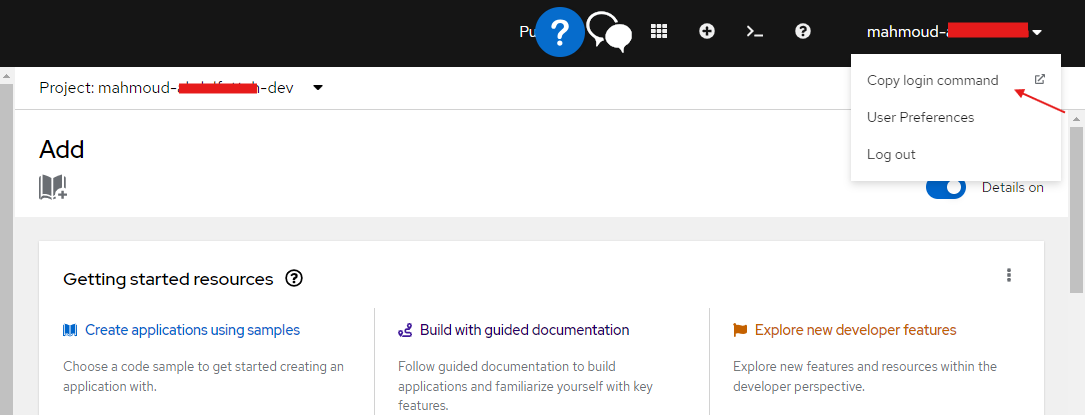 Pu
mahmoud-
Copy login command
User Preferences
Log out
Project: mahmoud- -dev
Add
Details on
Getting started resources
Create applications using samples
Choose a code sample to get started creating an
application with.
Build with guided documentation
Follow guided documentation to build
applications and familiarize yourself with key
features.
Explore new developer features
Explore new features and resources within the
developer perspective.